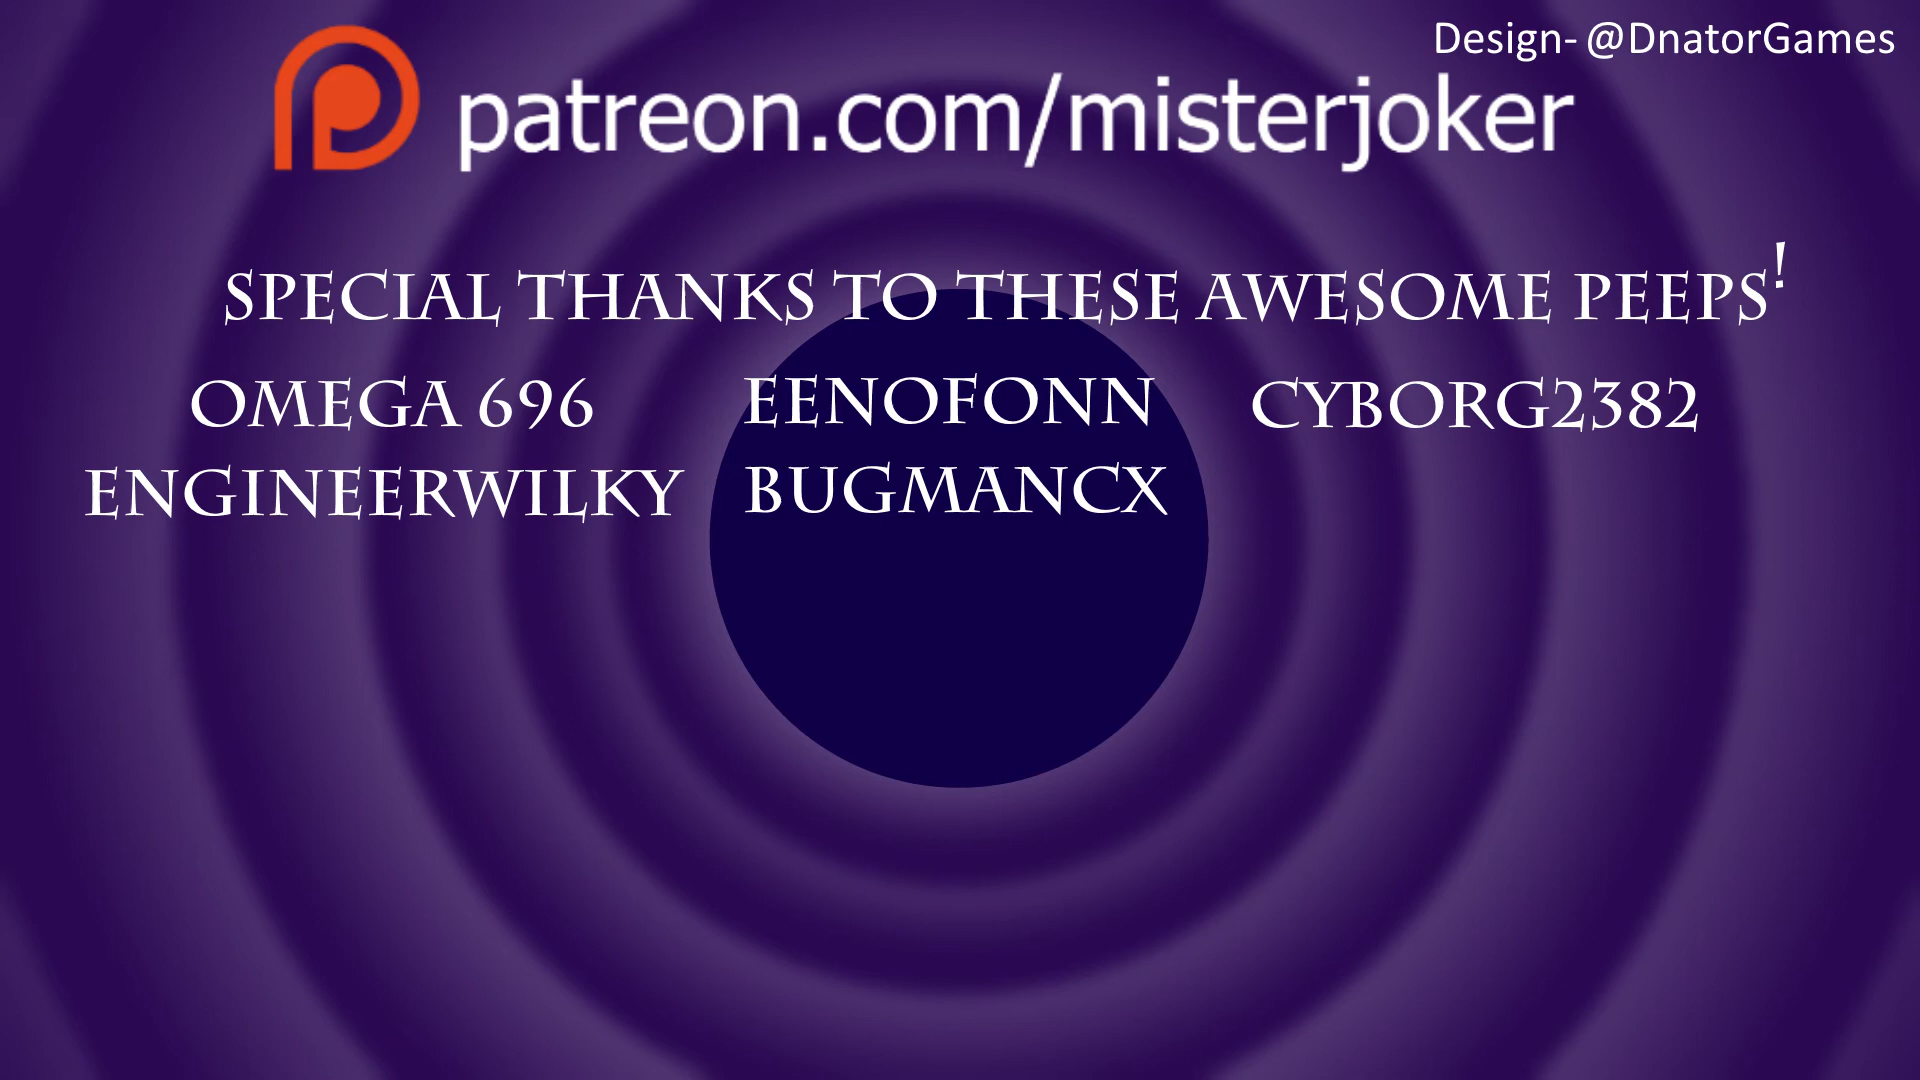 Design- @DnatorGames
patreon.com/misterjoker
SPECIAL THANKS TO THESE AWESOME PEEPS!
OMEGA 696 EENOFONN CYBORG2382
ENGINEERWILKY BUGMANCX